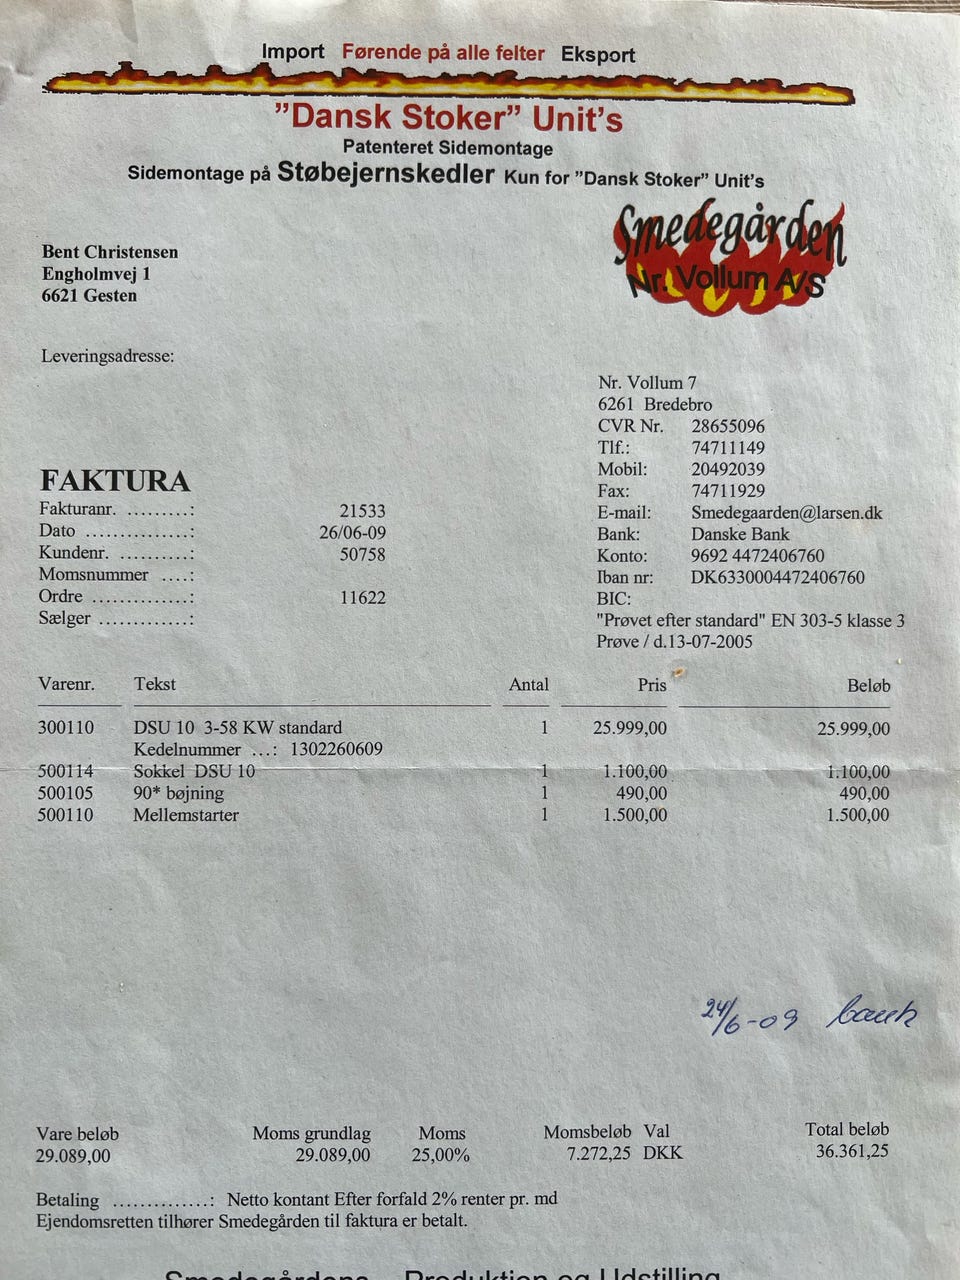 Import Førende på alle felter Eksport
"Dansk Stoker" Unit's
Patenteret Sidemontage
Sidemontage på Støbejernskedler Kun for "Dansk Stoker" Unit's
Smedegården
Nr. Vollum A/S
Bent Christensen
Engholmvej 1
6621 Gesten
Leveringsadresse:
Nr. Vollum 7
6261 Bredebro
CVR Nr. 28655096
Tlf.: 74711149
Mobil: 20492039
Fax: 74711929
E-mail: Smedegaarden@larsen.dk
Bank: Danske Bank
Konto: 9692 4472406760
Iban nr: DK6330004472406760
BIC:
"Prøvet efter standard" EN 303-5 klasse 3
Prøve / d.13-07-2005
FAKTURA
Fakturanr. .........: 21533
Dato ...............: 26/06-09
Kundenr. ..........: 50758
Momsnummer ....:
Ordre ..............: 11622
Sælger .............:
Varenr. Tekst Antal Pris Beløb
300110 DSU 10 3-58 KW standard 1 25.999,00 25.999,00
Kedelnummer ...: 1302260609
500114 Sokkel DSU 10 1 1.100,00 1.100,00
500105 90* bøjning 1 490,00 490,00
500110 Mellemstarter 1 1.500,00 1.500,00
24/6-09 bank
Vare beløb Moms grundlag Moms Momsbeløb Val Total beløb
29.089,00 29.089,00 25,00% 7.272,25 DKK 36.361,25
Betaling ..............: Netto kontant Efter forfald 2% renter pr. md
Ejendomsretten tilhører Smedegården til faktura er betalt.
Smedegårdens Produktion og Udstilling